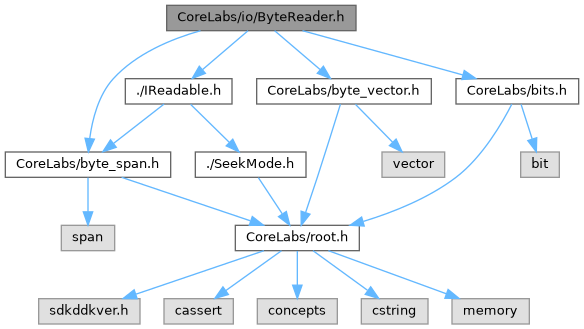 CoreLabs/io/ByteReader.h
./IReadable.h
CoreLabs/byte_vector.h
CoreLabs/bits.h
CoreLabs/byte_span.h
./SeekMode.h
vector
bit
span
CoreLabs/root.h
sdkddkver.h
cassert
concepts
cstring
memory